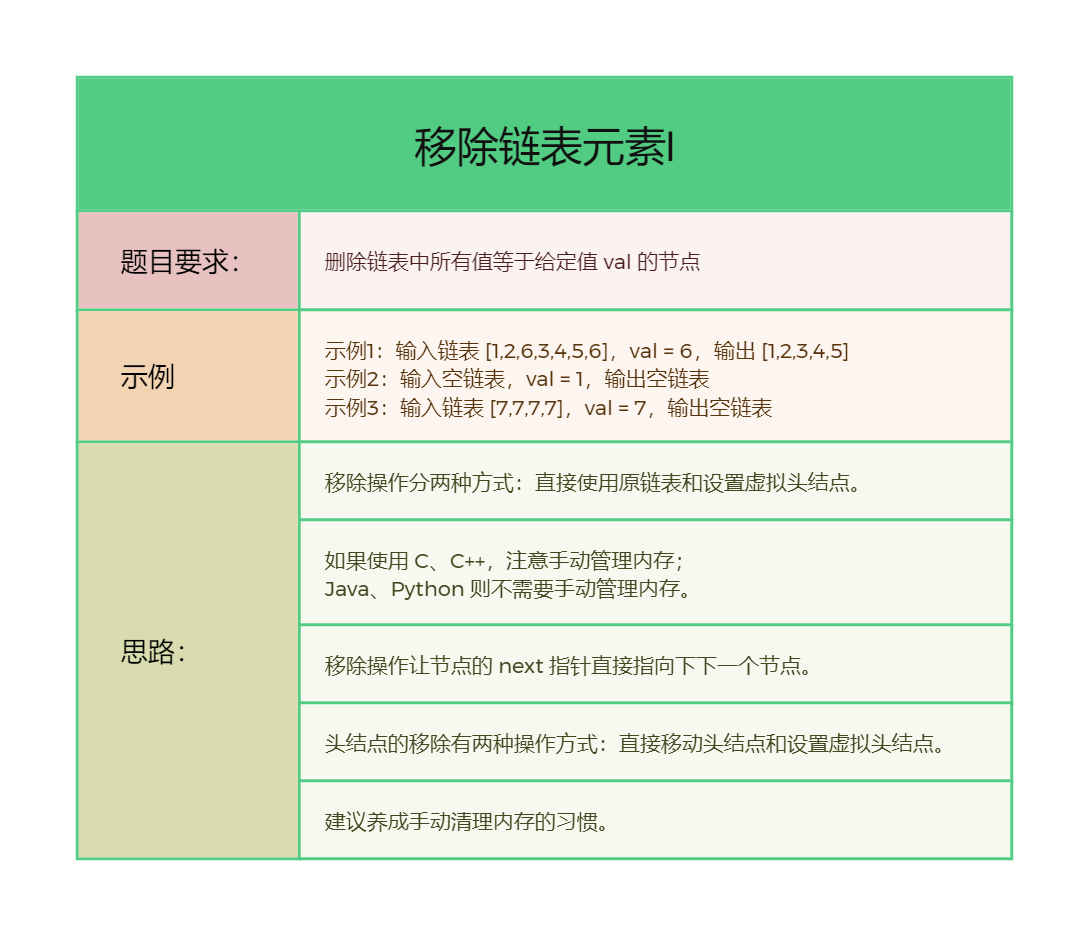 移除链表元素I
题目要求：
删除链表中所有值等于给定值 val 的节点
示例
示例1：输入链表 [1,2,6,3,4,5,6]，val = 6，输出 [1,2,3,4,5]
示例2：输入空链表，val = 1，输出空链表
示例3：输入链表 [7,7,7,7]，val = 7，输出空链表
思路：
移除操作分两种方式：直接使用原链表和设置虚拟头结点。
如果使用 C、C++，注意手动管理内存；
Java、Python 则不需要手动管理内存。
移除操作让节点的 next 指针直接指向下下一个节点。
头结点的移除有两种操作方式：直接移动头结点和设置虚拟头结点。
建议养成手动清理内存的习惯。